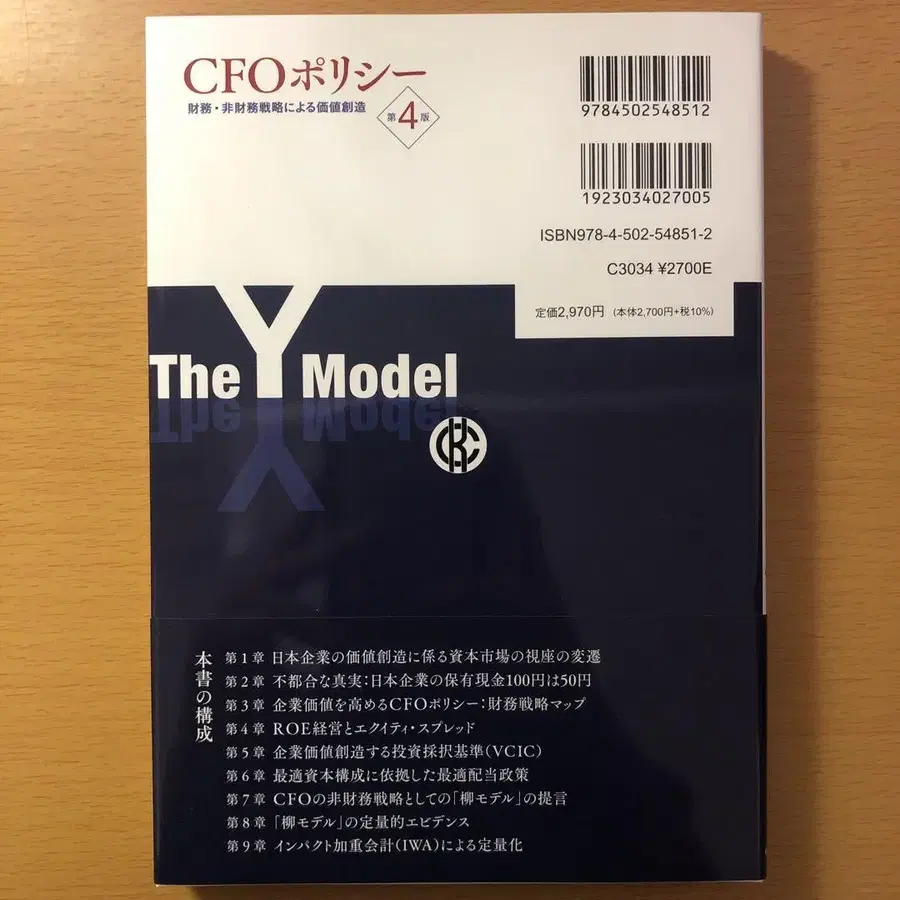 CFOポリシー
財務・非財務戦略による価値創造
第4版
9784502548512
1923034027005
ISBN978-4-502-54851-2
C3034 ¥2700E
定価2,970円 (本体2,700円+税10%)
The Y Model
本書の構成
第1章 日本企業の価値創造に係る資本市場の視座の変遷
第2章 不都合な真実:日本企業の保有現金100円は50円
第3章 企業価値を高めるCFOポリシー:財務戦略マップ
第4章 ROE経営とエクイティ・スプレッド
第5章 企業価値創造する投資採択基準(VCIC)
第6章 最適資本構成に依拠した最適配当政策
第7章 CFOの非財務戦略としての「柳モデル」の提言
第8章 「柳モデル」の定量的エビデンス
第9章 インパクト加重会計(IWA)による定量化